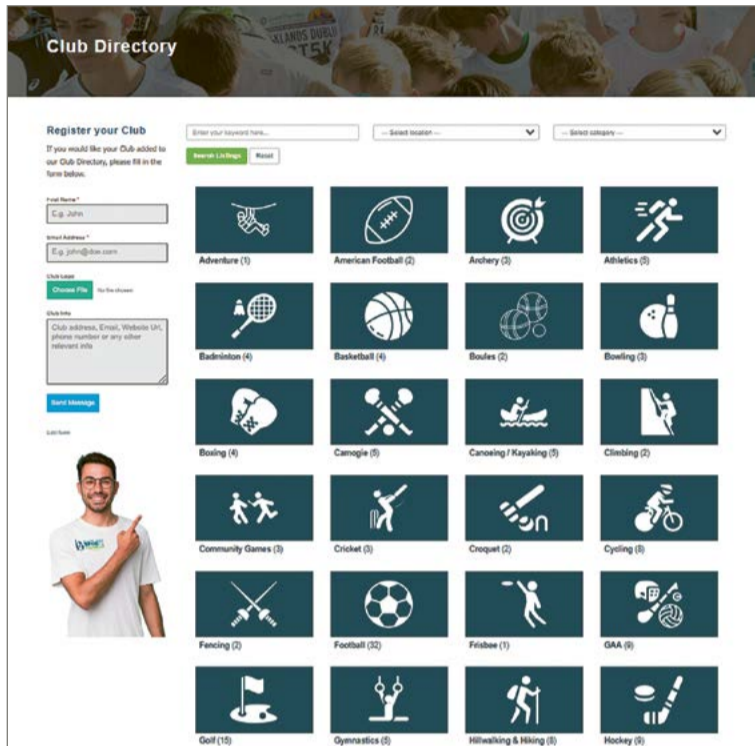 Club Directory
Register your Club
If you would like your Club added to
our Club Directory, please fill in the
form below.
First Name *
E.g. John
Email Address *
E.g. john@doe.com
Club Logo
Choose File
No file chosen
Club Info
Club address, Email, Website Url,
phone number or any other
relevant info
Send Message
Enter your keyword here...
--- Select location ---
--- Select category ---
Search Listings
Reset
Adventure (1)
American Football (2)
Archery (3)
Athletics (5)
Badminton (4)
Basketball (4)
Boules (2)
Bowling (3)
Boxing (4)
Camogie (5)
Canoeing / Kayaking (5)
Climbing (2)
Community Games (3)
Cricket (3)
Croquet (2)
Cycling (8)
Fencing (2)
Football (32)
Frisbee (1)
GAA (9)
Golf (15)
Gymnastics (5)
Hillwalking & Hiking (8)
Hockey (9)